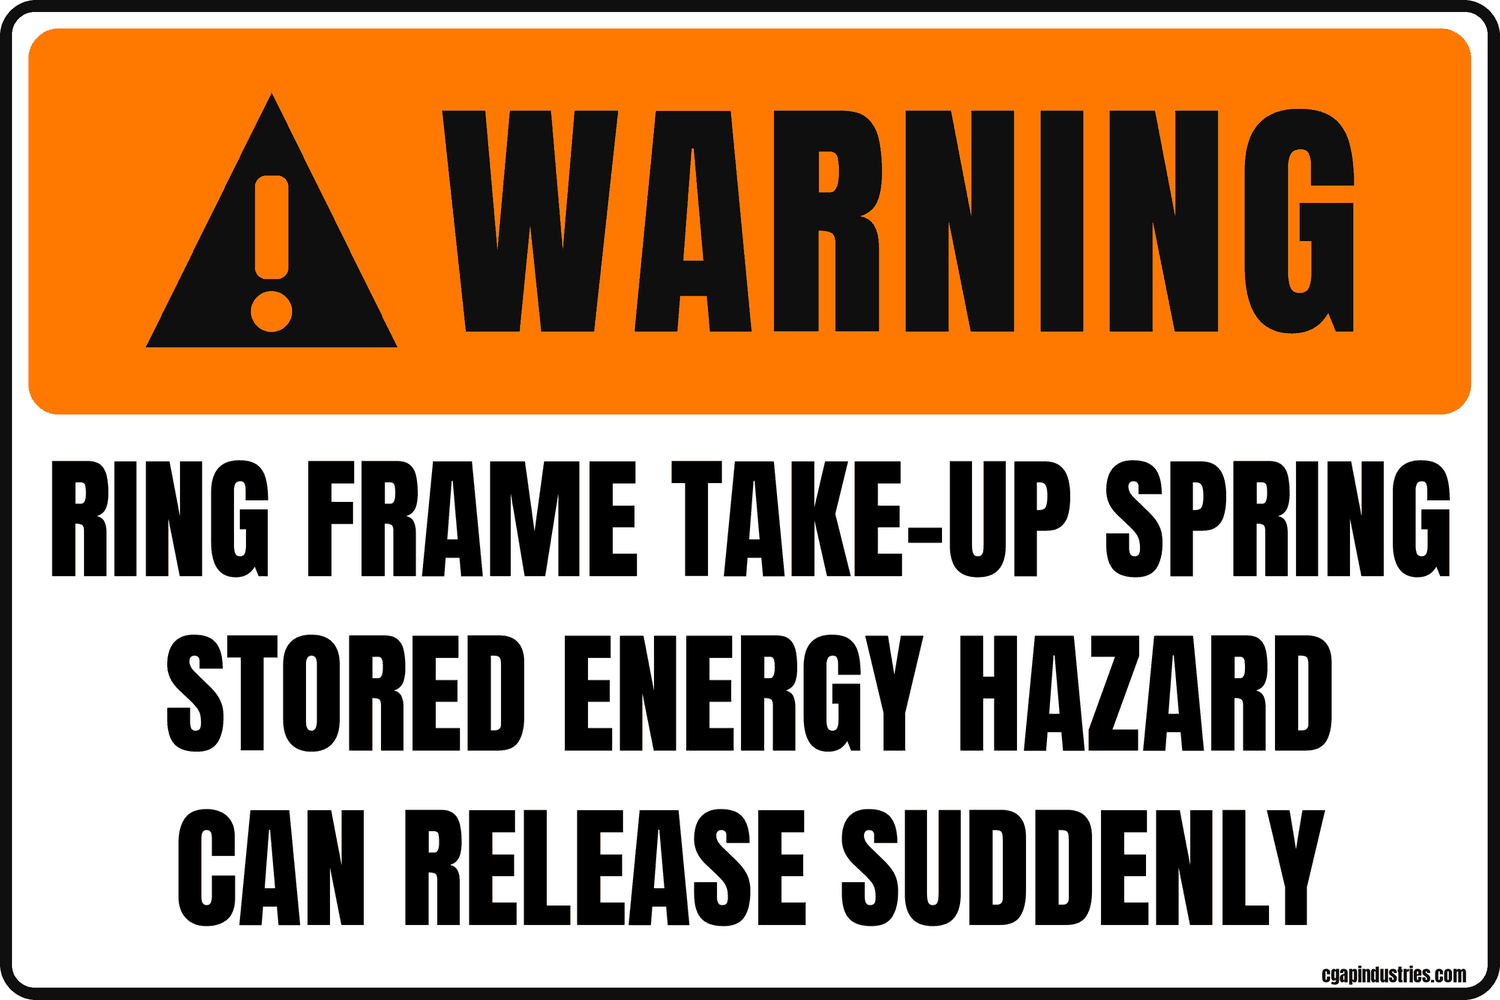 WARNING
RING FRAME TAKE-UP SPRING
STORED ENERGY HAZARD
CAN RELEASE SUDDENLY
cgapindustries.com